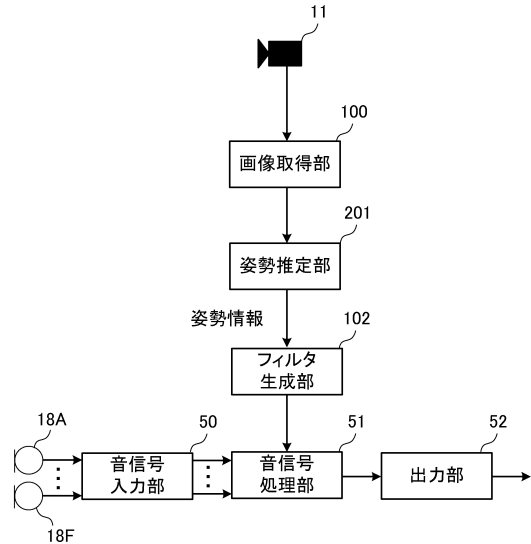 11
100
画像取得部
201
姿勢推定部
姿勢情報
102
フィルタ
生成部
18A
50
51
52
音信号
入力部
音信号
処理部
出力部
18F